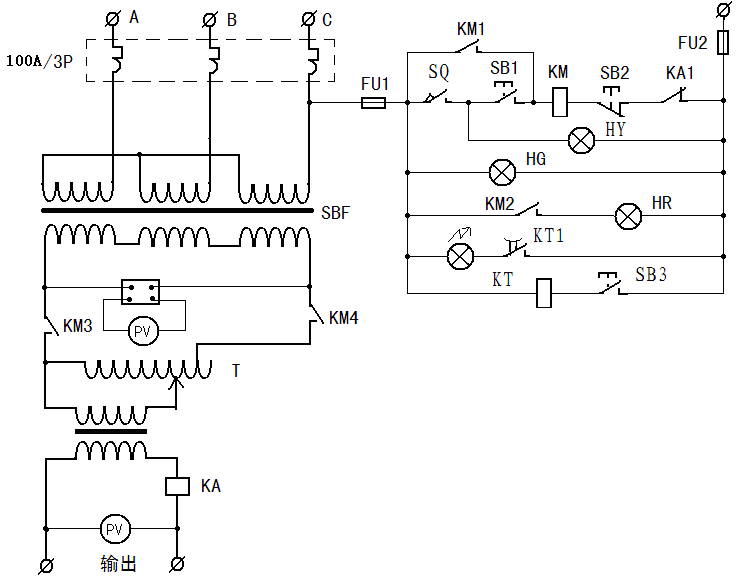 A
B
C
100A/3P
FU1
KM1
SQ
SB1
KM
SB2
KA1
FU2
HY
HG
SBF
KM2
HR
KT1
KT
SB3
KM3
PV
KM4
T
KA
PV
输出